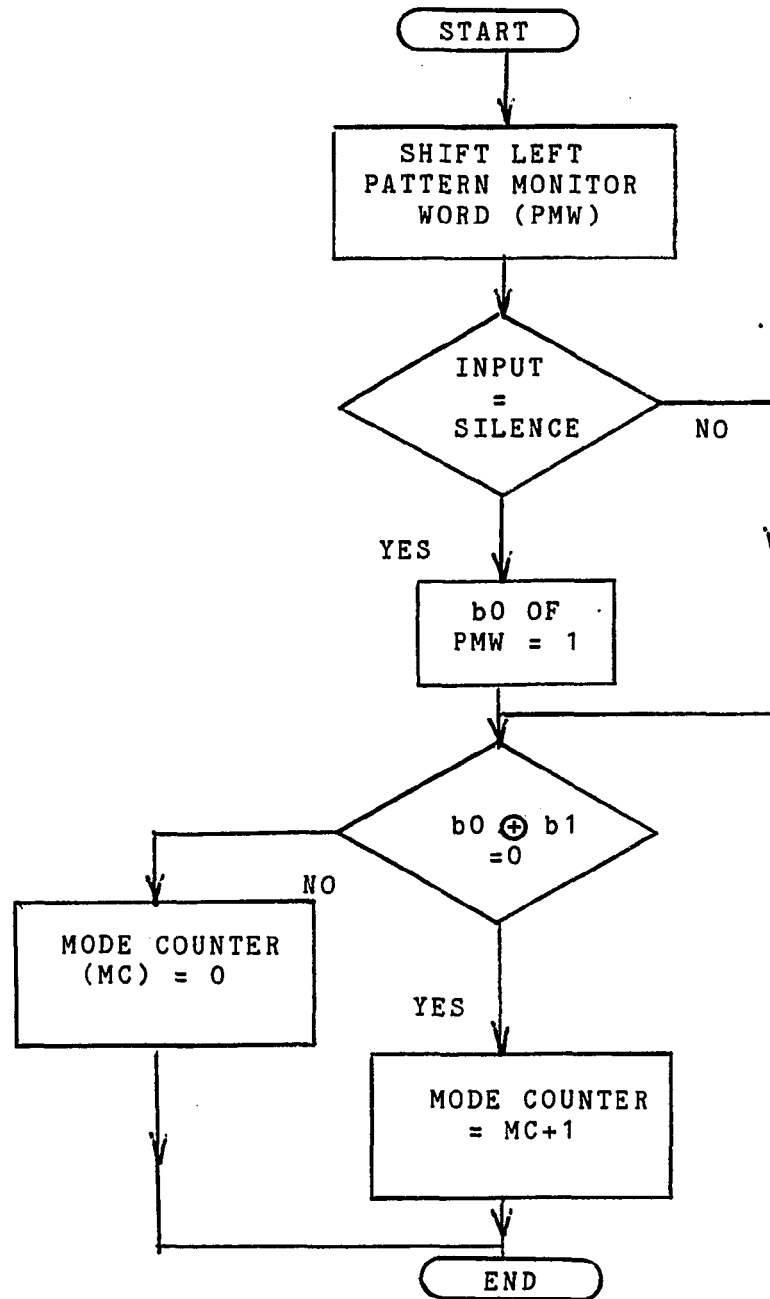 START
SHIFT LEFT
PATTERN MONITOR
WORD (PMW)
INPUT
=
SILENCE
NO
YES
b0 OF
PMW = 1
b0 ⊕ b1
=0
NO
MODE COUNTER
(MC) = 0
YES
MODE COUNTER
= MC+1
END